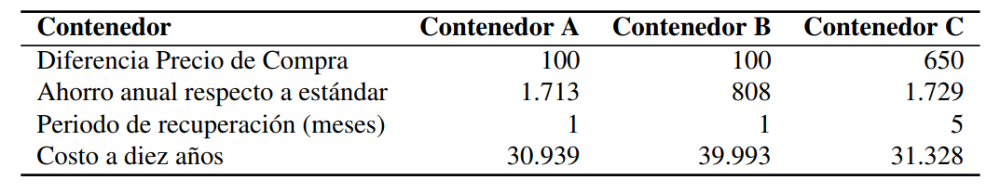 Contenedor Contenedor A Contenedor B Contenedor C
Diferencia Precio de Compra 100 100 650
Ahorro anual respecto a estándar 1.713 808 1.729
Periodo de recuperación (meses) 1 1 5
Costo a diez años 30.939 39.993 31.328